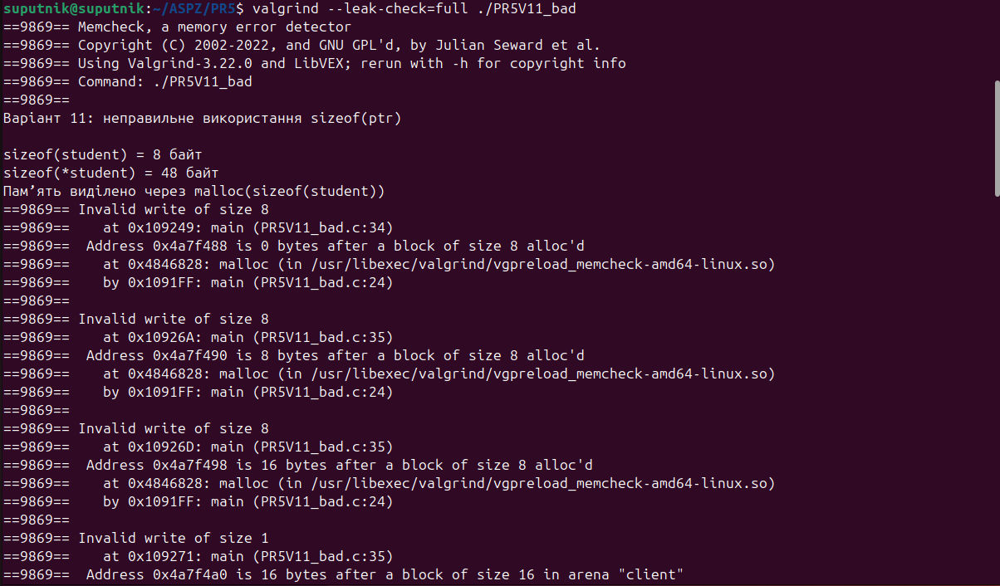 suputnik@suputnik:~/ASPZ/PR5$ valgrind --leak-check=full ./PR5V11_bad
==9869== Memcheck, a memory error detector
==9869== Copyright (C) 2002-2022, and GNU GPL'd, by Julian Seward et al.
==9869== Using Valgrind-3.22.0 and LibVEX; rerun with -h for copyright info
==9869== Command: ./PR5V11_bad
==9869==
Варіант 11: неправильне використання sizeof(ptr)
sizeof(student) = 8 байт
sizeof(*student) = 48 байт
Пам’ять виділено через malloc(sizeof(student))
==9869== Invalid write of size 8
==9869==    at 0x109249: main (PR5V11_bad.c:34)
==9869==  Address 0x4a7f488 is 0 bytes after a block of size 8 alloc'd
==9869==    at 0x4846828: malloc (in /usr/libexec/valgrind/vgpreload_memcheck-amd64-linux.so)
==9869==    by 0x1091FF: main (PR5V11_bad.c:24)
==9869==
==9869== Invalid write of size 8
==9869==    at 0x10926A: main (PR5V11_bad.c:35)
==9869==  Address 0x4a7f490 is 8 bytes after a block of size 8 alloc'd
==9869==    at 0x4846828: malloc (in /usr/libexec/valgrind/vgpreload_memcheck-amd64-linux.so)
==9869==    by 0x1091FF: main (PR5V11_bad.c:24)
==9869==
==9869== Invalid write of size 8
==9869==    at 0x10926D: main (PR5V11_bad.c:35)
==9869==  Address 0x4a7f498 is 16 bytes after a block of size 8 alloc'd
==9869==    at 0x4846828: malloc (in /usr/libexec/valgrind/vgpreload_memcheck-amd64-linux.so)
==9869==    by 0x1091FF: main (PR5V11_bad.c:24)
==9869==
==9869== Invalid write of size 1
==9869==    at 0x109271: main (PR5V11_bad.c:35)
==9869==  Address 0x4a7f4a0 is 16 bytes after a block of size 16 in arena "client"